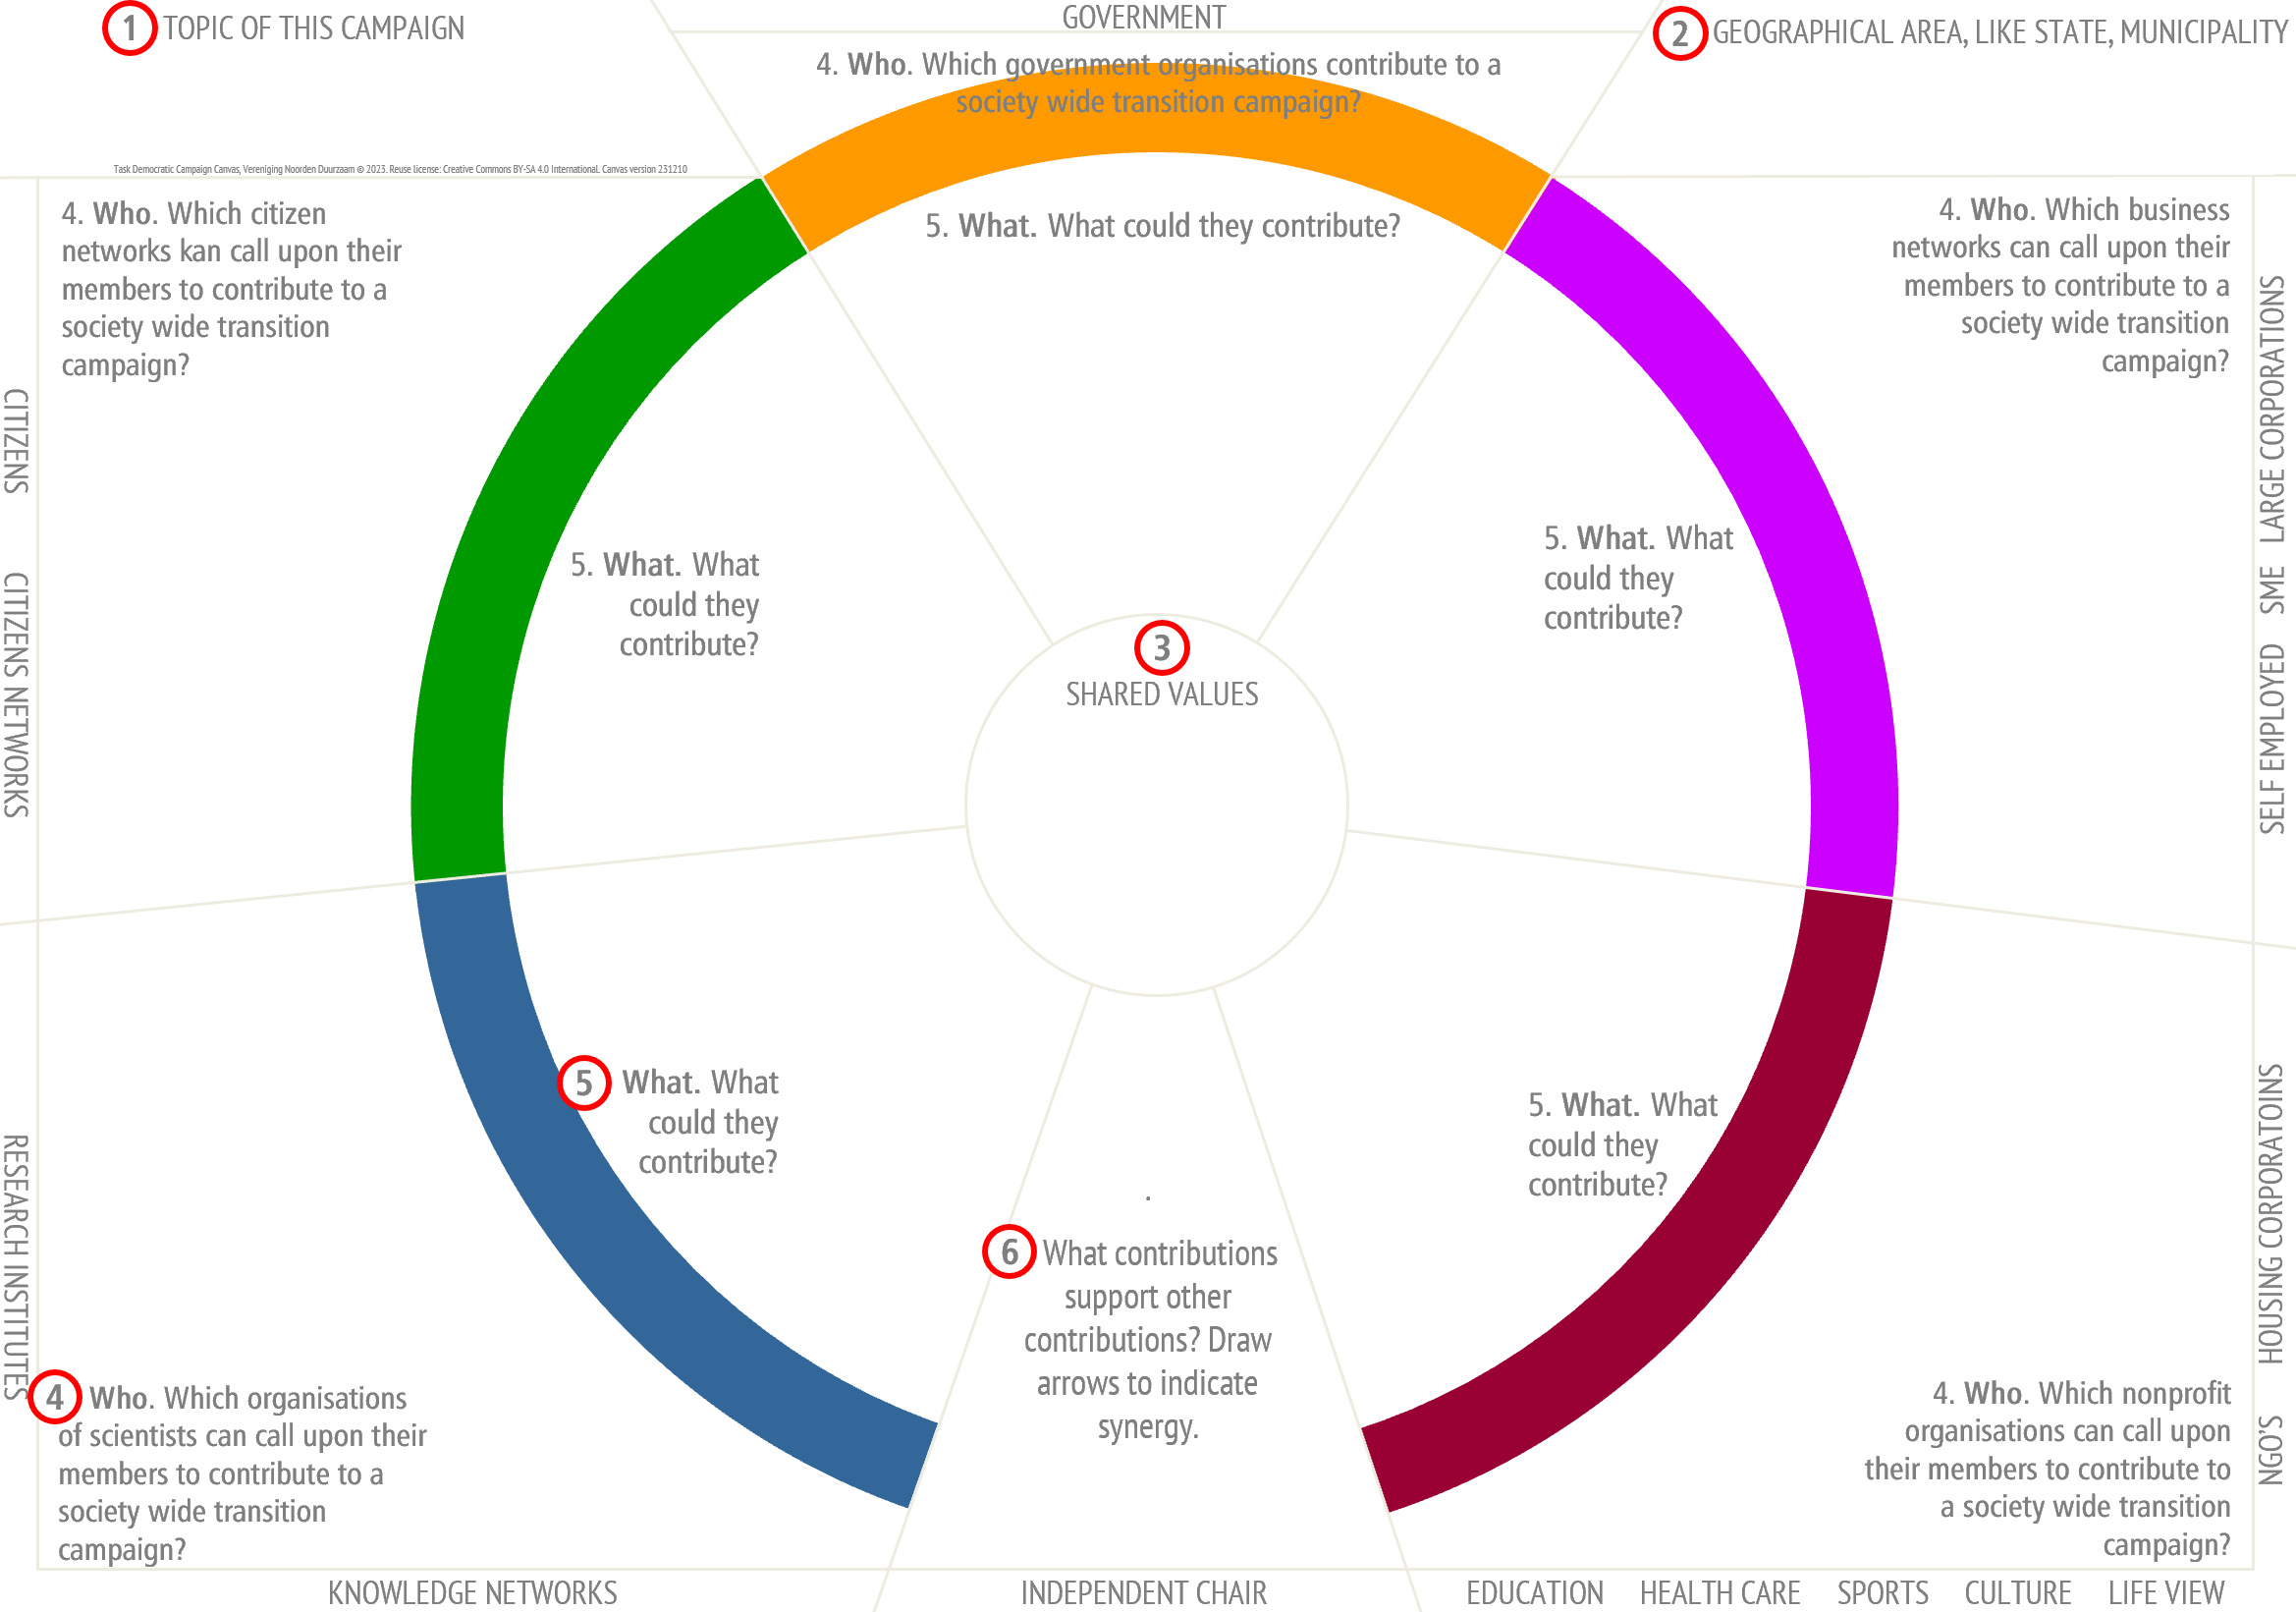 1 TOPIC OF THIS CAMPAIGN
GOVERNMENT
2 GEOGRAPHICAL AREA, LIKE STATE, MUNICIPALITY
4. Who. Which government organisations contribute to a
society wide transition campaign?
Task Democratic Campaign Canvas, Vereniging Noorden Duurzaam © 2023. Reuse license: Creative Commons BY-SA 4.0 International. Canvas version 231210
4. Who. Which citizen
networks kan call upon their
members to contribute to a
society wide transition
campaign?
5. What. What could they contribute?
4. Who. Which business
networks can call upon their
members to contribute to a
society wide transition
campaign?
CITIZENS
CITIZENS NETWORKS
LARGE CORPORATIONS
SME
SELF EMPLOYED
5. What. What
could they
contribute?
5. What. What
could they
contribute?
3
SHARED VALUES
5 What. What
could they
contribute?
5. What. What
could they
contribute?
.
6 What contributions
support other
contributions? Draw
arrows to indicate
synergy.
RESEARCH INSTITUTES
HOUSING CORPORATOINS
NGO'S
4 Who. Which organisations
of scientists can call upon their
members to contribute to a
society wide transition
campaign?
4. Who. Which nonprofit
organisations can call upon
their members to contribute to
a society wide transition
campaign?
KNOWLEDGE NETWORKS
INDEPENDENT CHAIR
EDUCATION HEALTH CARE SPORTS CULTURE LIFE VIEW